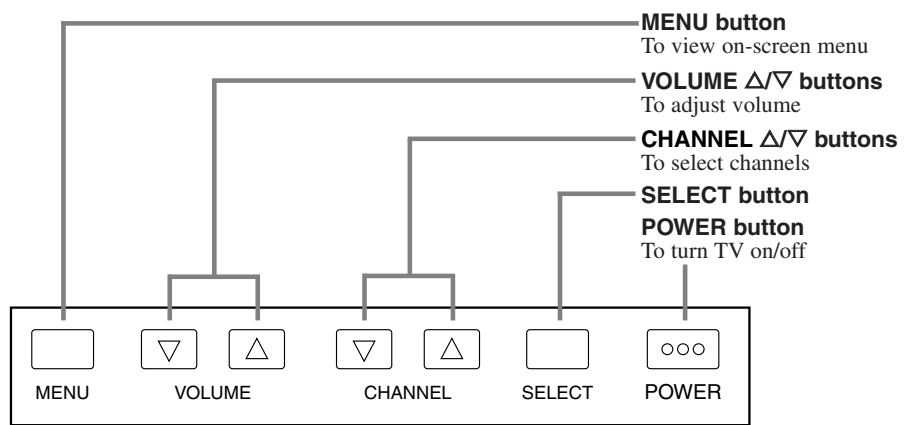 MENU button
To view on-screen menu
VOLUME △/▽ buttons
To adjust volume
CHANNEL △/▽ buttons
To select channels
SELECT button
POWER button
To turn TV on/off
MENU VOLUME CHANNEL SELECT POWER